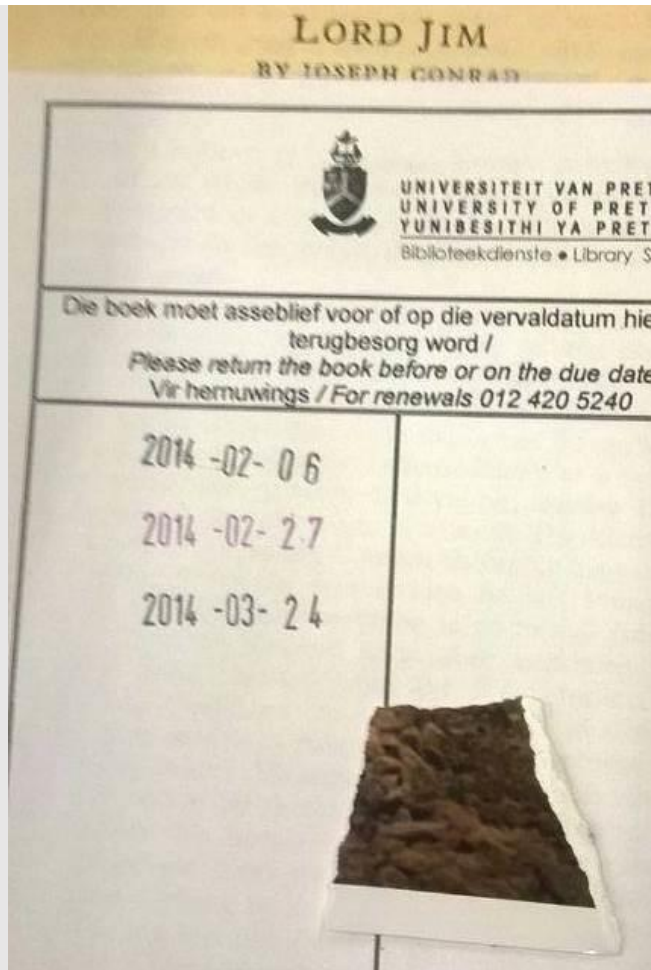 LORD JIM
BY JOSEPH CONRAD
UNIVERSITEIT VAN PRET
UNIVERSITY OF PRET
YUNIBESITHI YA PRET
Biblioteekdienste • Library S
Die boek moet asseblief voor of op die vervaldatum hie
terugbesorg word /
Please return the book before or on the due date
Vir hernuwings / For renewals 012 420 5240
2014 -02- 06
2014 -02- 27
2014 -03- 24